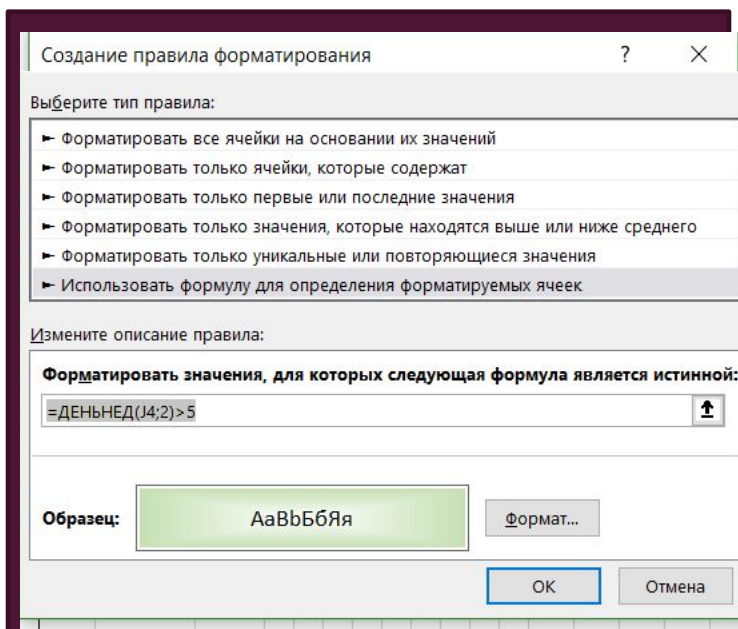 Создание правила форматирования ? ×
Выберите тип правила:
► Форматировать все ячейки на основании их значений
► Форматировать только ячейки, которые содержат
► Форматировать только первые или последние значения
► Форматировать только значения, которые находятся выше или ниже среднего
► Форматировать только уникальные или повторяющиеся значения
► Использовать формулу для определения форматируемых ячеек
Измените описание правила:
Форматировать значения, для которых следующая формула является истинной:
=ДЕНЬНЕД(J4;2)>5
Образец: АаВbБбЯя Формат...
ОК Отмена